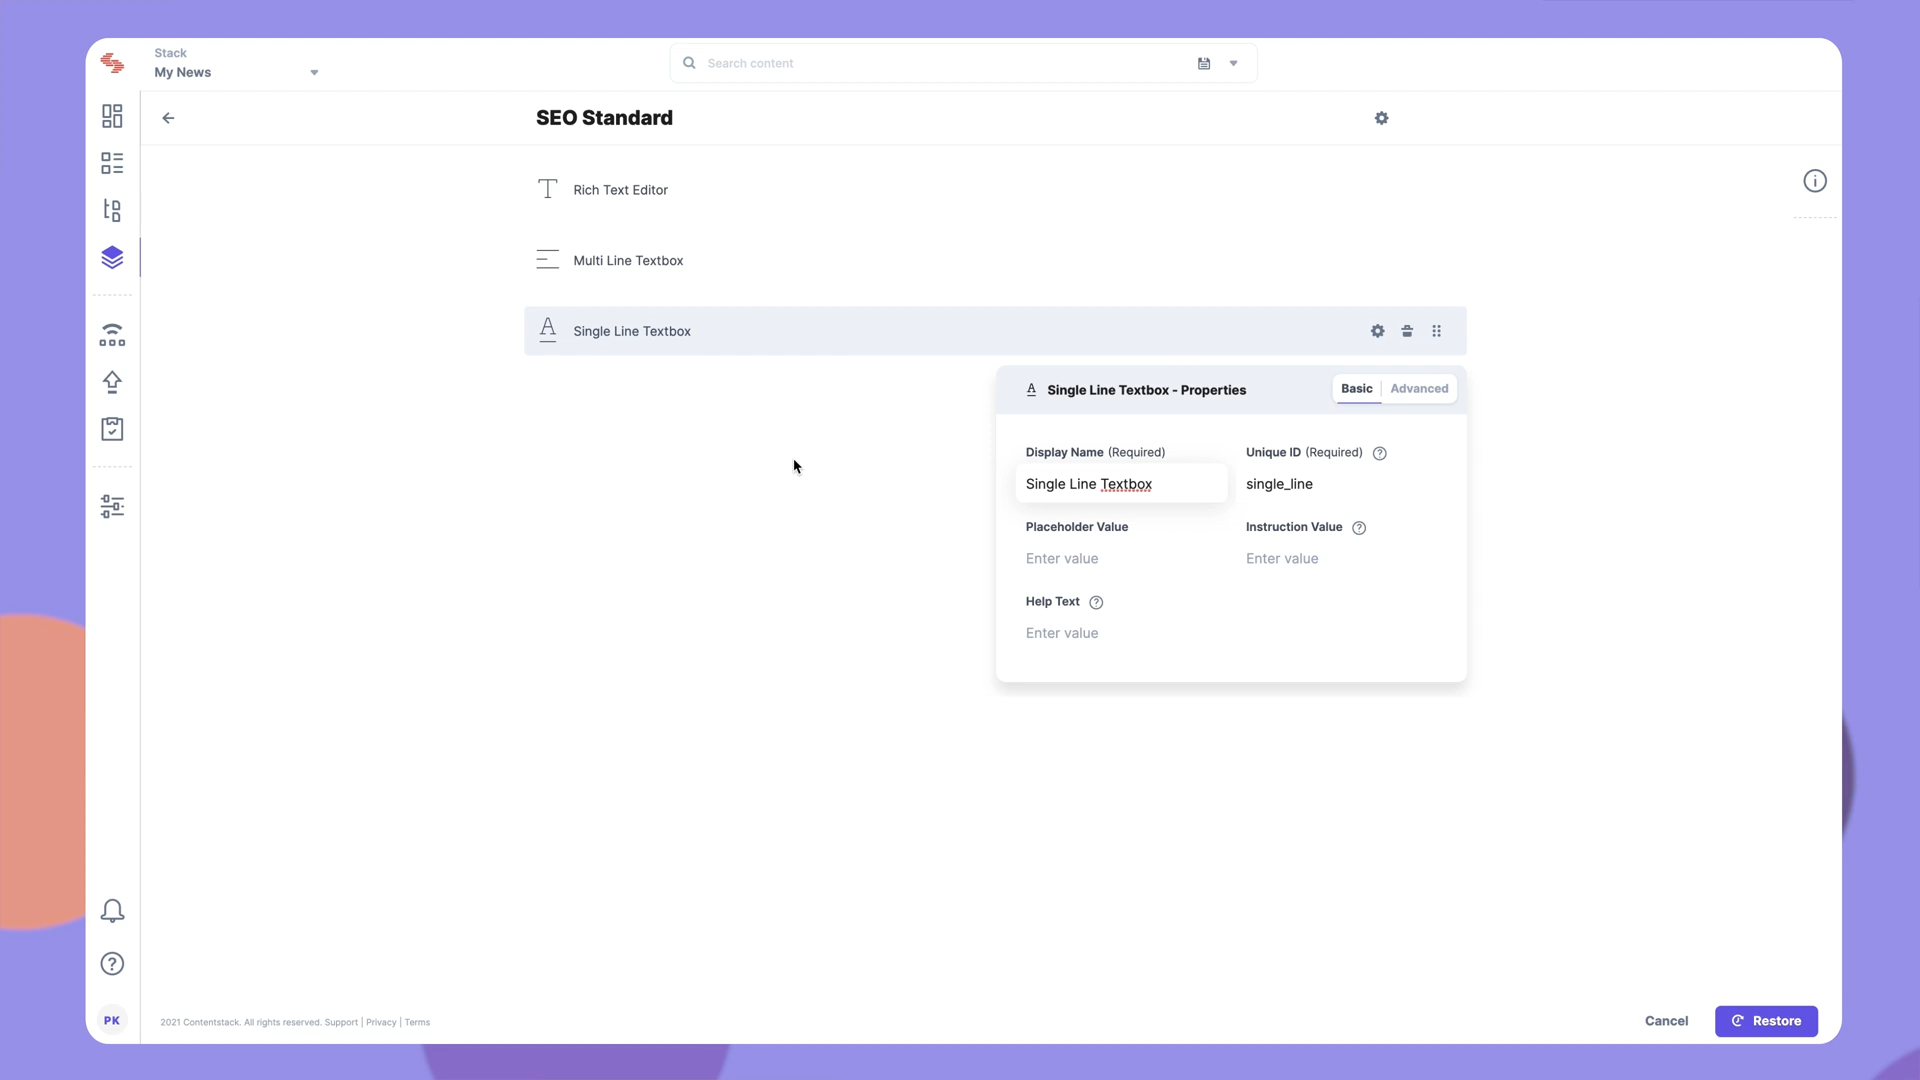 Stack
My News
Search content
SEO Standard
Rich Text Editor
Multi Line Textbox
A Single Line Textbox
A Single Line Textbox - Properties
Basic Advanced
Display Name (Required) Unique ID (Required) ?
Single Line Textbox single_line
Placeholder Value Instruction Value ?
Enter value Enter value
Help Text ?
Enter value
PK
2021 Contentstack. All rights reserved. Support | Privacy | Terms
Cancel Restore